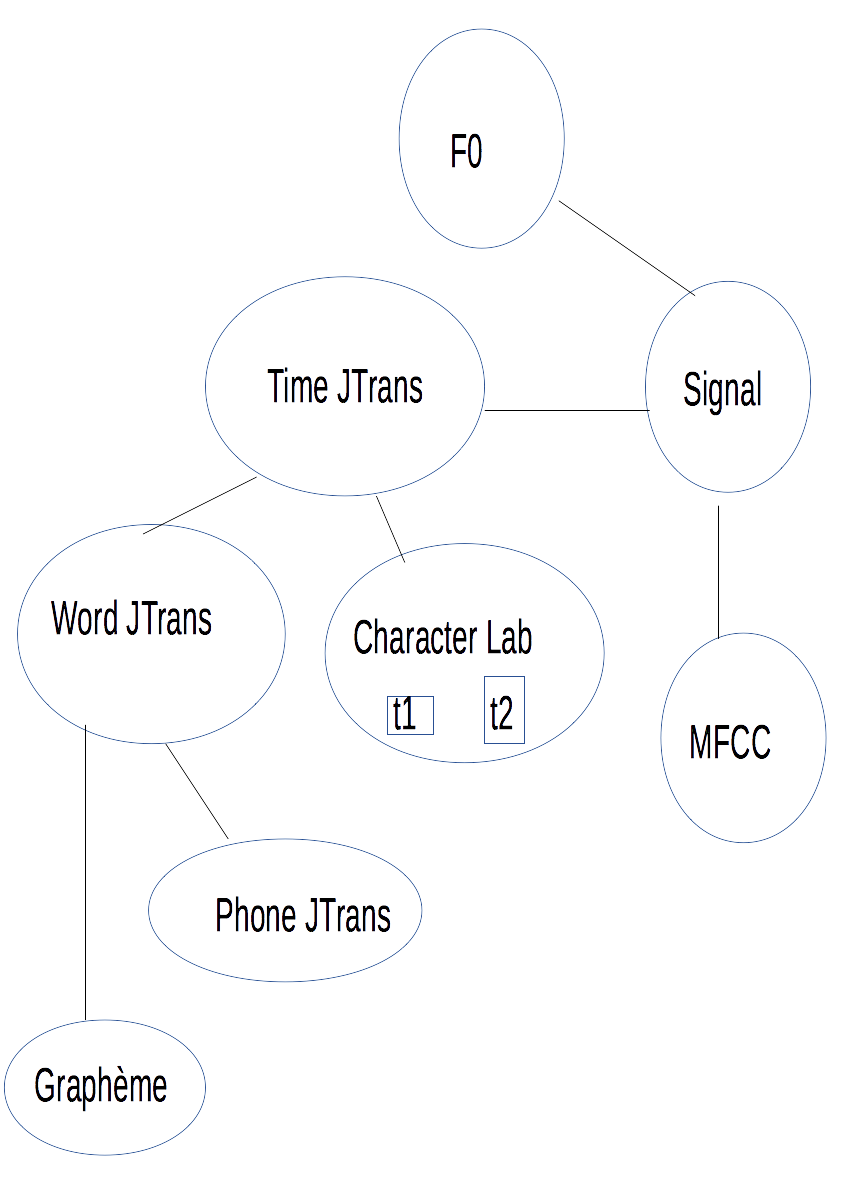 F0
Time JTrans
Signal
Word JTrans
Character Lab
t1
t2
MFCC
Phone JTrans
Graphème